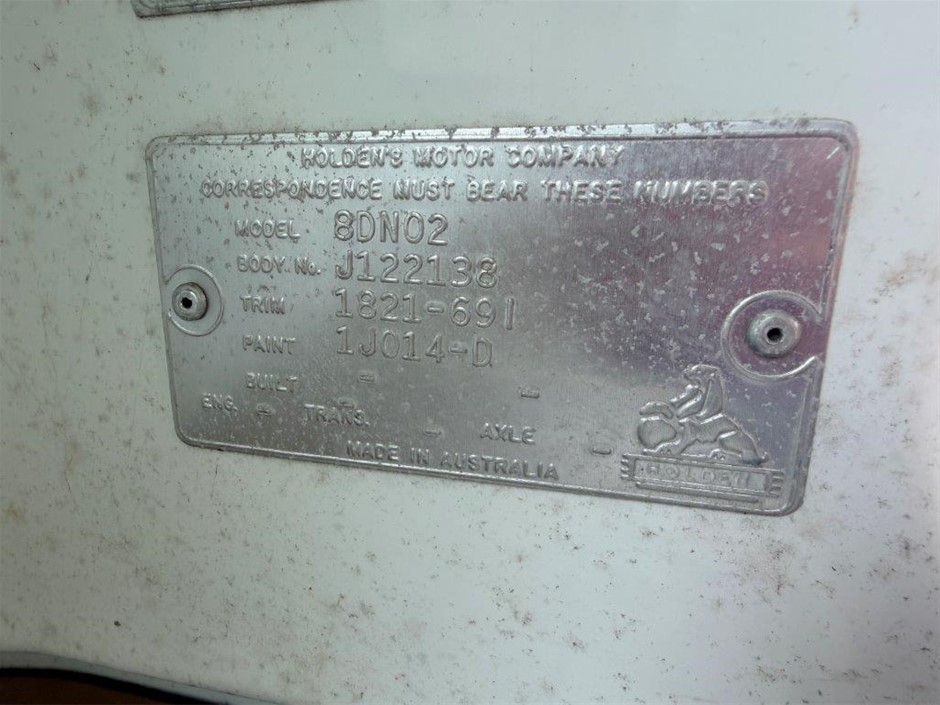 HOLDEN'S MOTOR COMPANY
CORRESPONDENCE MUST BEAR THESE NUMBERS
MODEL 8DN02
BODY No. J122138
TRIM 1821-691
PAINT 1J014-D
BUILT - -
ENG. - TRANS. - AXLE -
MADE IN AUSTRALIA
HOLDEN